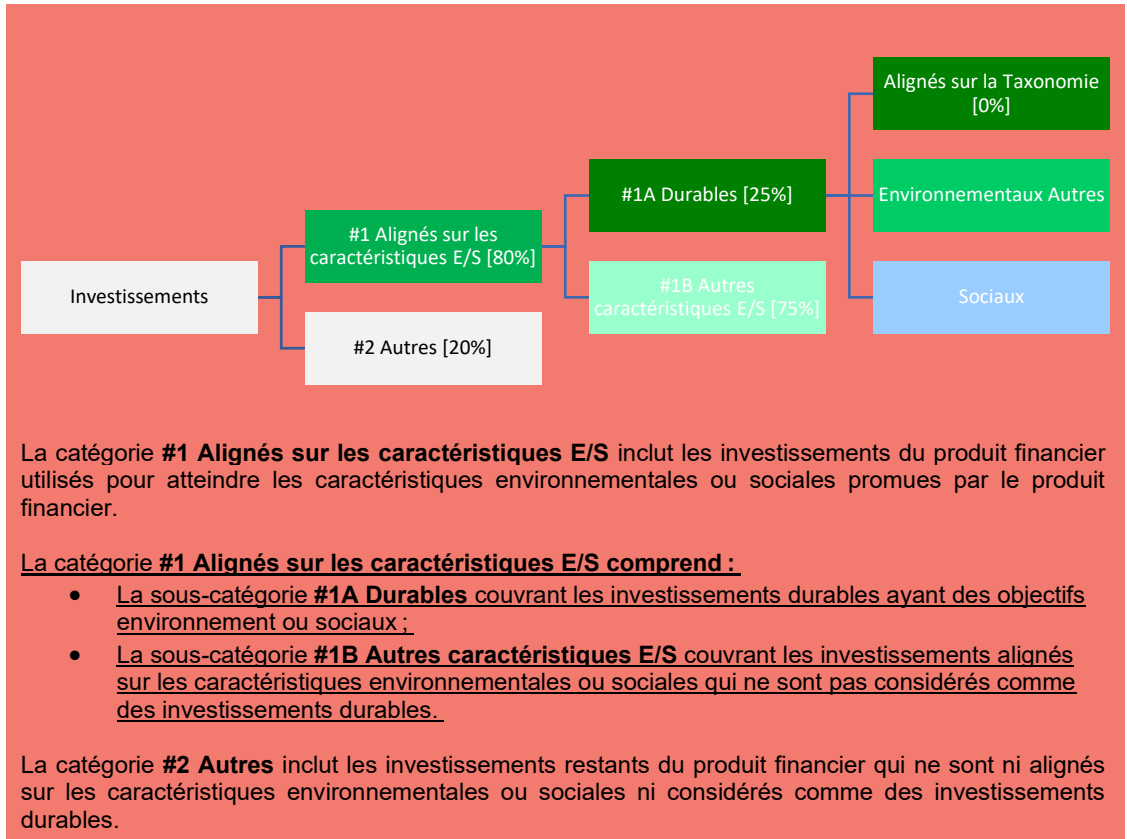 Alignés sur la Taxonomie
[0%]
#1A Durables [25%]
Environnementaux Autres
#1 Alignés sur les
caractéristiques E/S [80%]
Investissements
#1B Autres
caractéristiques E/S [75%]
Sociaux
#2 Autres [20%]
La catégorie #1 Alignés sur les caractéristiques E/S inclut les investissements du produit financier
utilisés pour atteindre les caractéristiques environnementales ou sociales promues par le produit
financier.
La catégorie #1 Alignés sur les caractéristiques E/S comprend :
• La sous-catégorie #1A Durables couvrant les investissements durables ayant des objectifs
environnement ou sociaux ;
• La sous-catégorie #1B Autres caractéristiques E/S couvrant les investissements alignés
sur les caractéristiques environnementales ou sociales qui ne sont pas considérés comme
des investissements durables.
La catégorie #2 Autres inclut les investissements restants du produit financier qui ne sont ni alignés
sur les caractéristiques environnementales ou sociales ni considérés comme des investissements
durables.